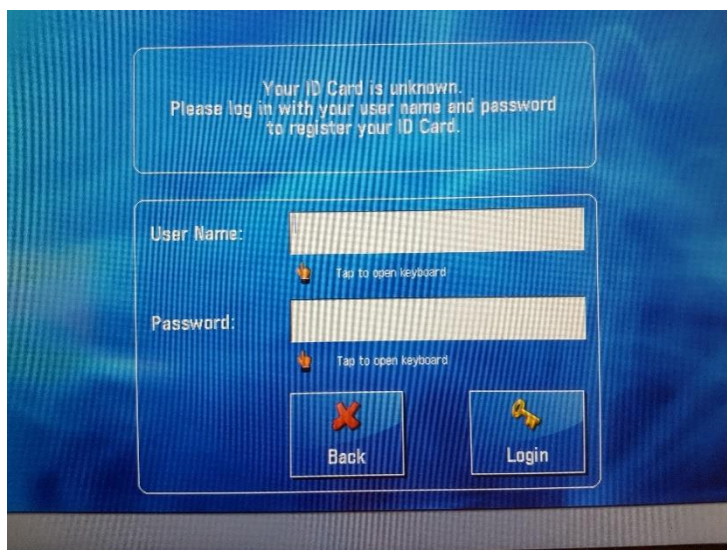 Your ID Card is unknown.
Please log in with your user name and password
to register your ID Card.
User Name:
Tap to open keyboard
Password:
Tap to open keyboard
Back
Login